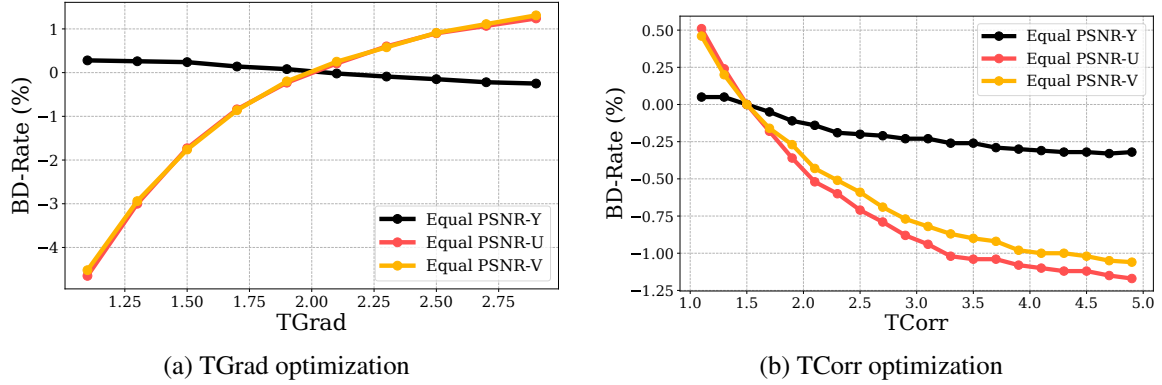 1
0
−1
−2
−3
−4
BD-Rate (%)
1.25 1.50 1.75 2.00 2.25 2.50 2.75
TGrad
Equal PSNR-Y
Equal PSNR-U
Equal PSNR-V
(a) TGrad optimization
0.50
0.25
0.00
−0.25
−0.50
−0.75
−1.00
−1.25
BD-Rate (%)
1.0 1.5 2.0 2.5 3.0 3.5 4.0 4.5 5.0
TCorr
Equal PSNR-Y
Equal PSNR-U
Equal PSNR-V
(b) TCorr optimization